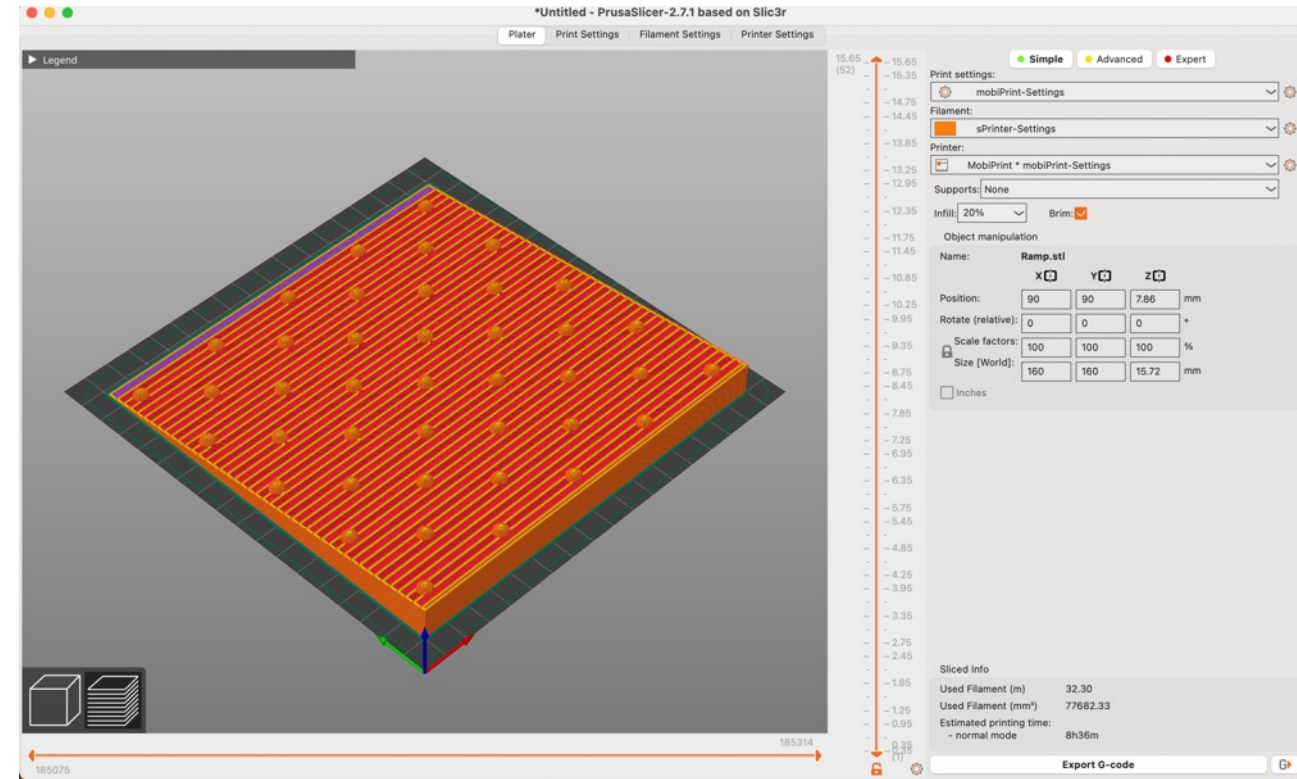 *Untitled - PrusaSlicer-2.7.1 based on Slic3r
Plater Print Settings Filament Settings Printer Settings
Legend
15.65
(52)
15.65
15.35
14.75
14.45
13.85
13.25
12.95
12.35
11.75
11.45
10.85
10.25
9.95
9.35
8.75
8.45
7.85
7.25
6.95
6.35
5.75
5.45
4.85
4.25
3.95
3.35
2.75
2.45
1.85
1.25
0.95
0.35
(1)
185314
185075
Simple Advanced Expert
Print settings:
mobiPrint-Settings
Filament:
sPrinter-Settings
Printer:
MobiPrint * mobiPrint-Settings
Supports: None
Infill: 20% Brim:
Object manipulation
Name: Ramp.stl
X Y Z
Position: 90 90 7.86 mm
Rotate (relative): 0 0 0 °
Scale factors: 100 100 100 %
Size [World]: 160 160 15.72 mm
Inches
Sliced Info
Used Filament (m) 32.30
Used Filament (mm³) 77682.33
Estimated printing time:
- normal mode 8h36m
Export G-code G